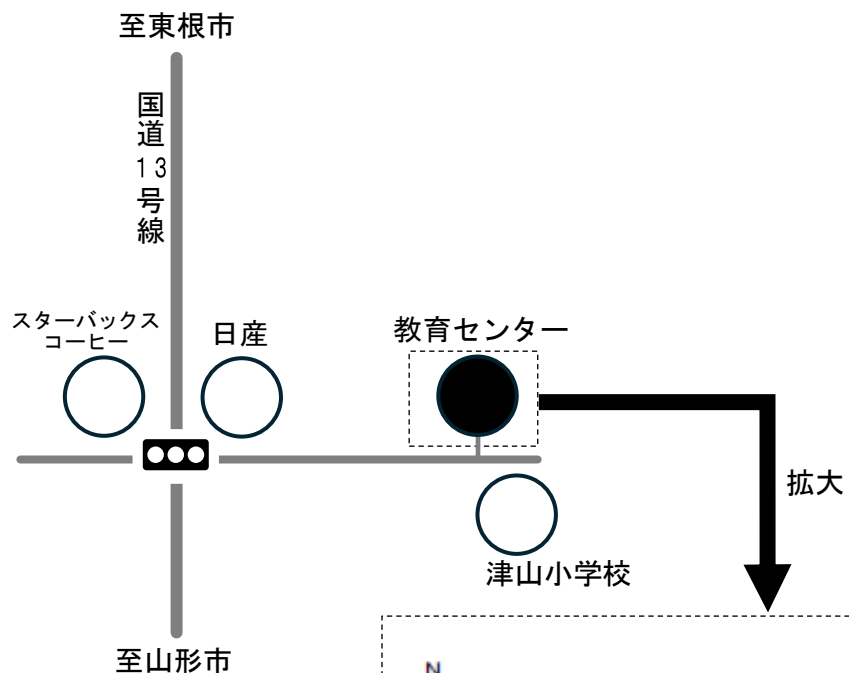 至東根市
国道13号線
スターバックス
コーヒー
日産
教育センター
拡大
津山小学校
至山形市
N